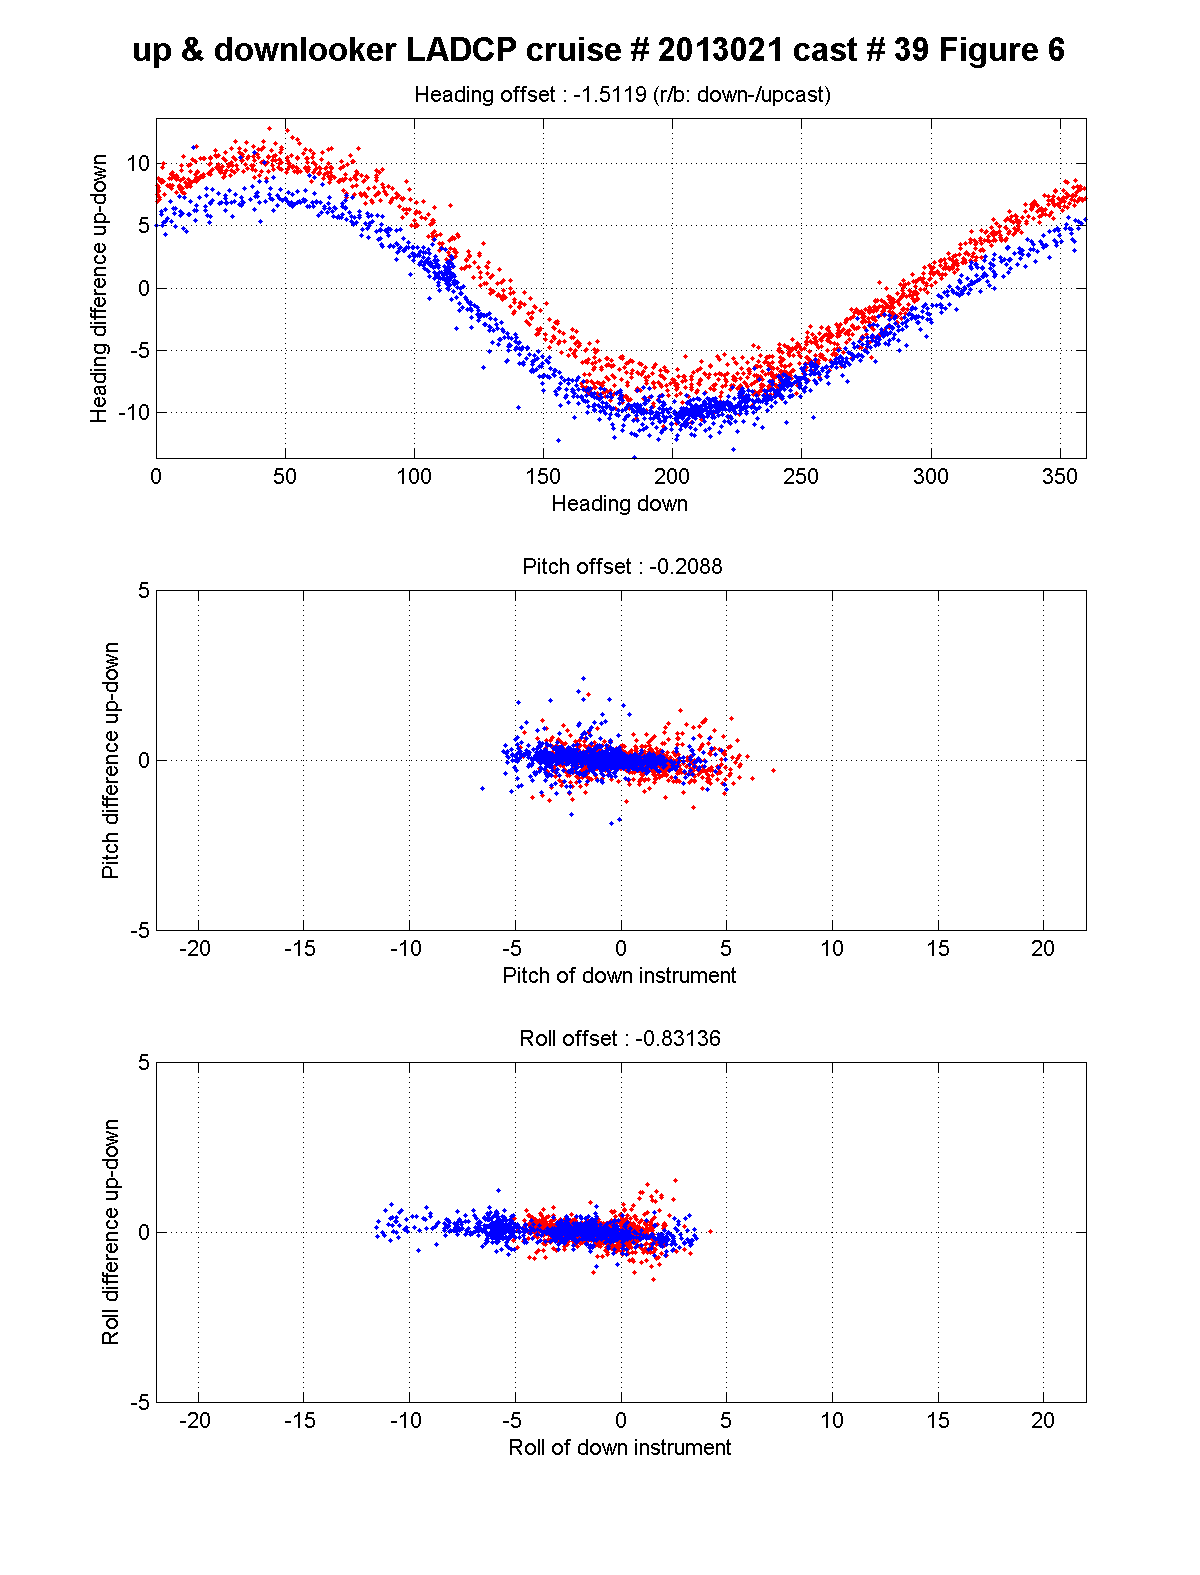 up & downlooker LADCP cruise # 2013021 cast # 39 Figure 6
Heading offset : -1.5119 (r/b: down-/upcast)
Heading difference up-down
10
5
0
-5
-10
0 50 100 150 200 250 300 350
Heading down
Pitch offset : -0.2088
Pitch difference up-down
5
0
-5
-20 -15 -10 -5 0 5 10 15 20
Pitch of down instrument
Roll offset : -0.83136
Roll difference up-down
5
0
-5
-20 -15 -10 -5 0 5 10 15 20
Roll of down instrument